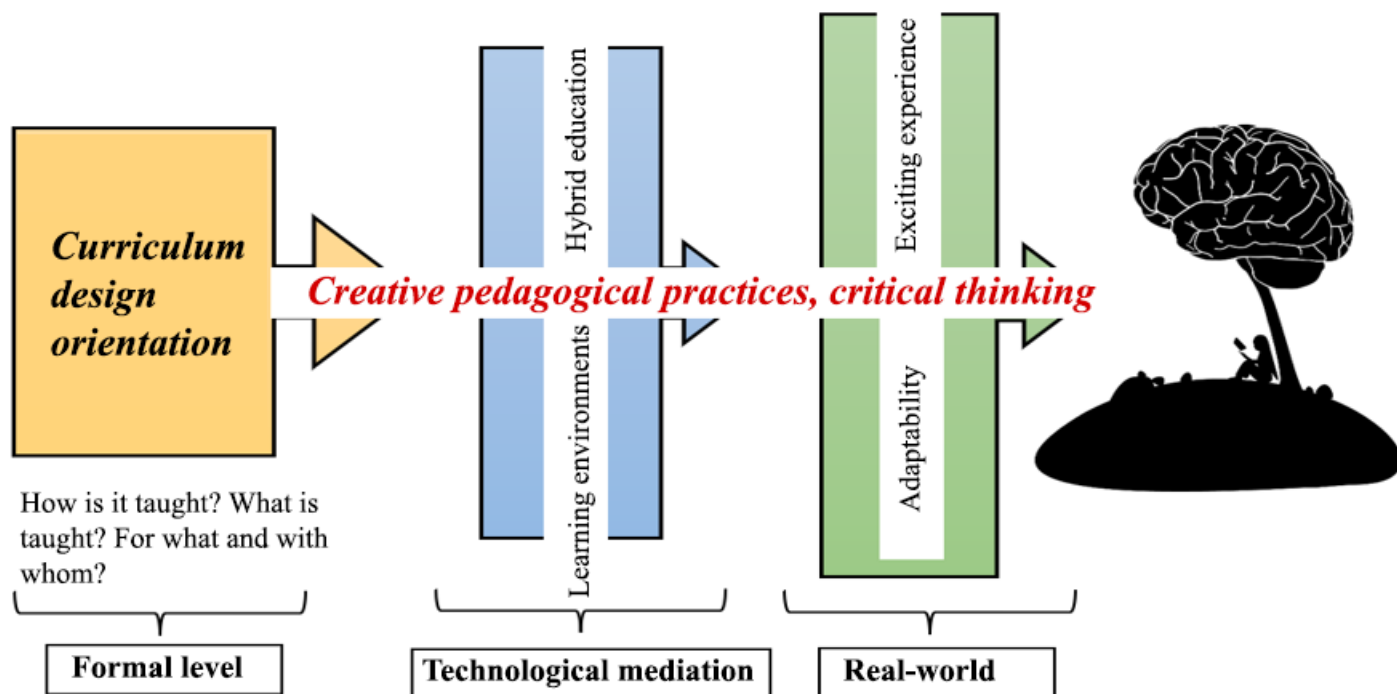 Curriculum
design
orientation
How is it taught? What is
taught? For what and with
whom?
Formal level
Creative pedagogical practices, critical thinking
Hybrid education
Learning environments
Technological mediation
Exciting experience
Adaptability
Real-world